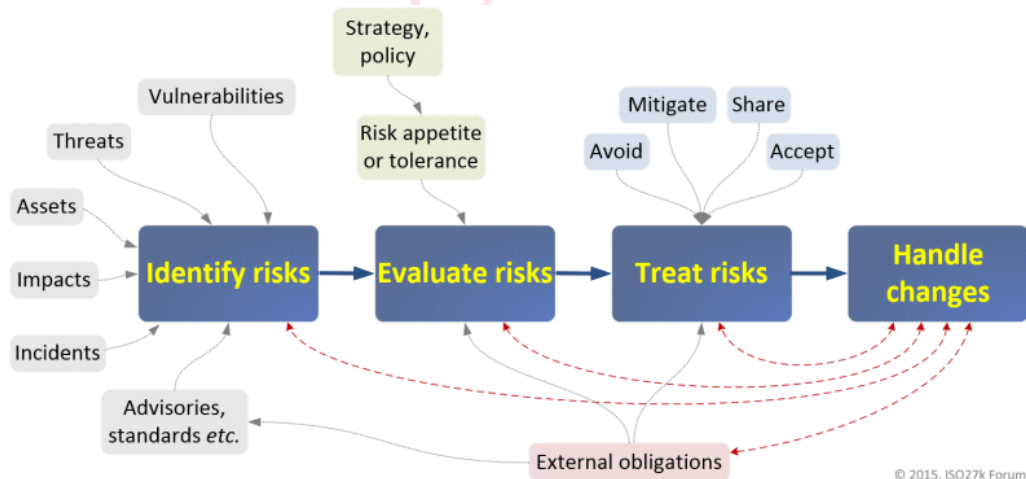 Strategy,
policy
Vulnerabilities
Mitigate
Share
Threats
Risk appetite
or tolerance
Avoid
Accept
Assets
Identify risks
Evaluate risks
Treat risks
Handle
changes
Impacts
Incidents
Advisories,
standards etc.
External obligations
© 2015, ISO27k Forum